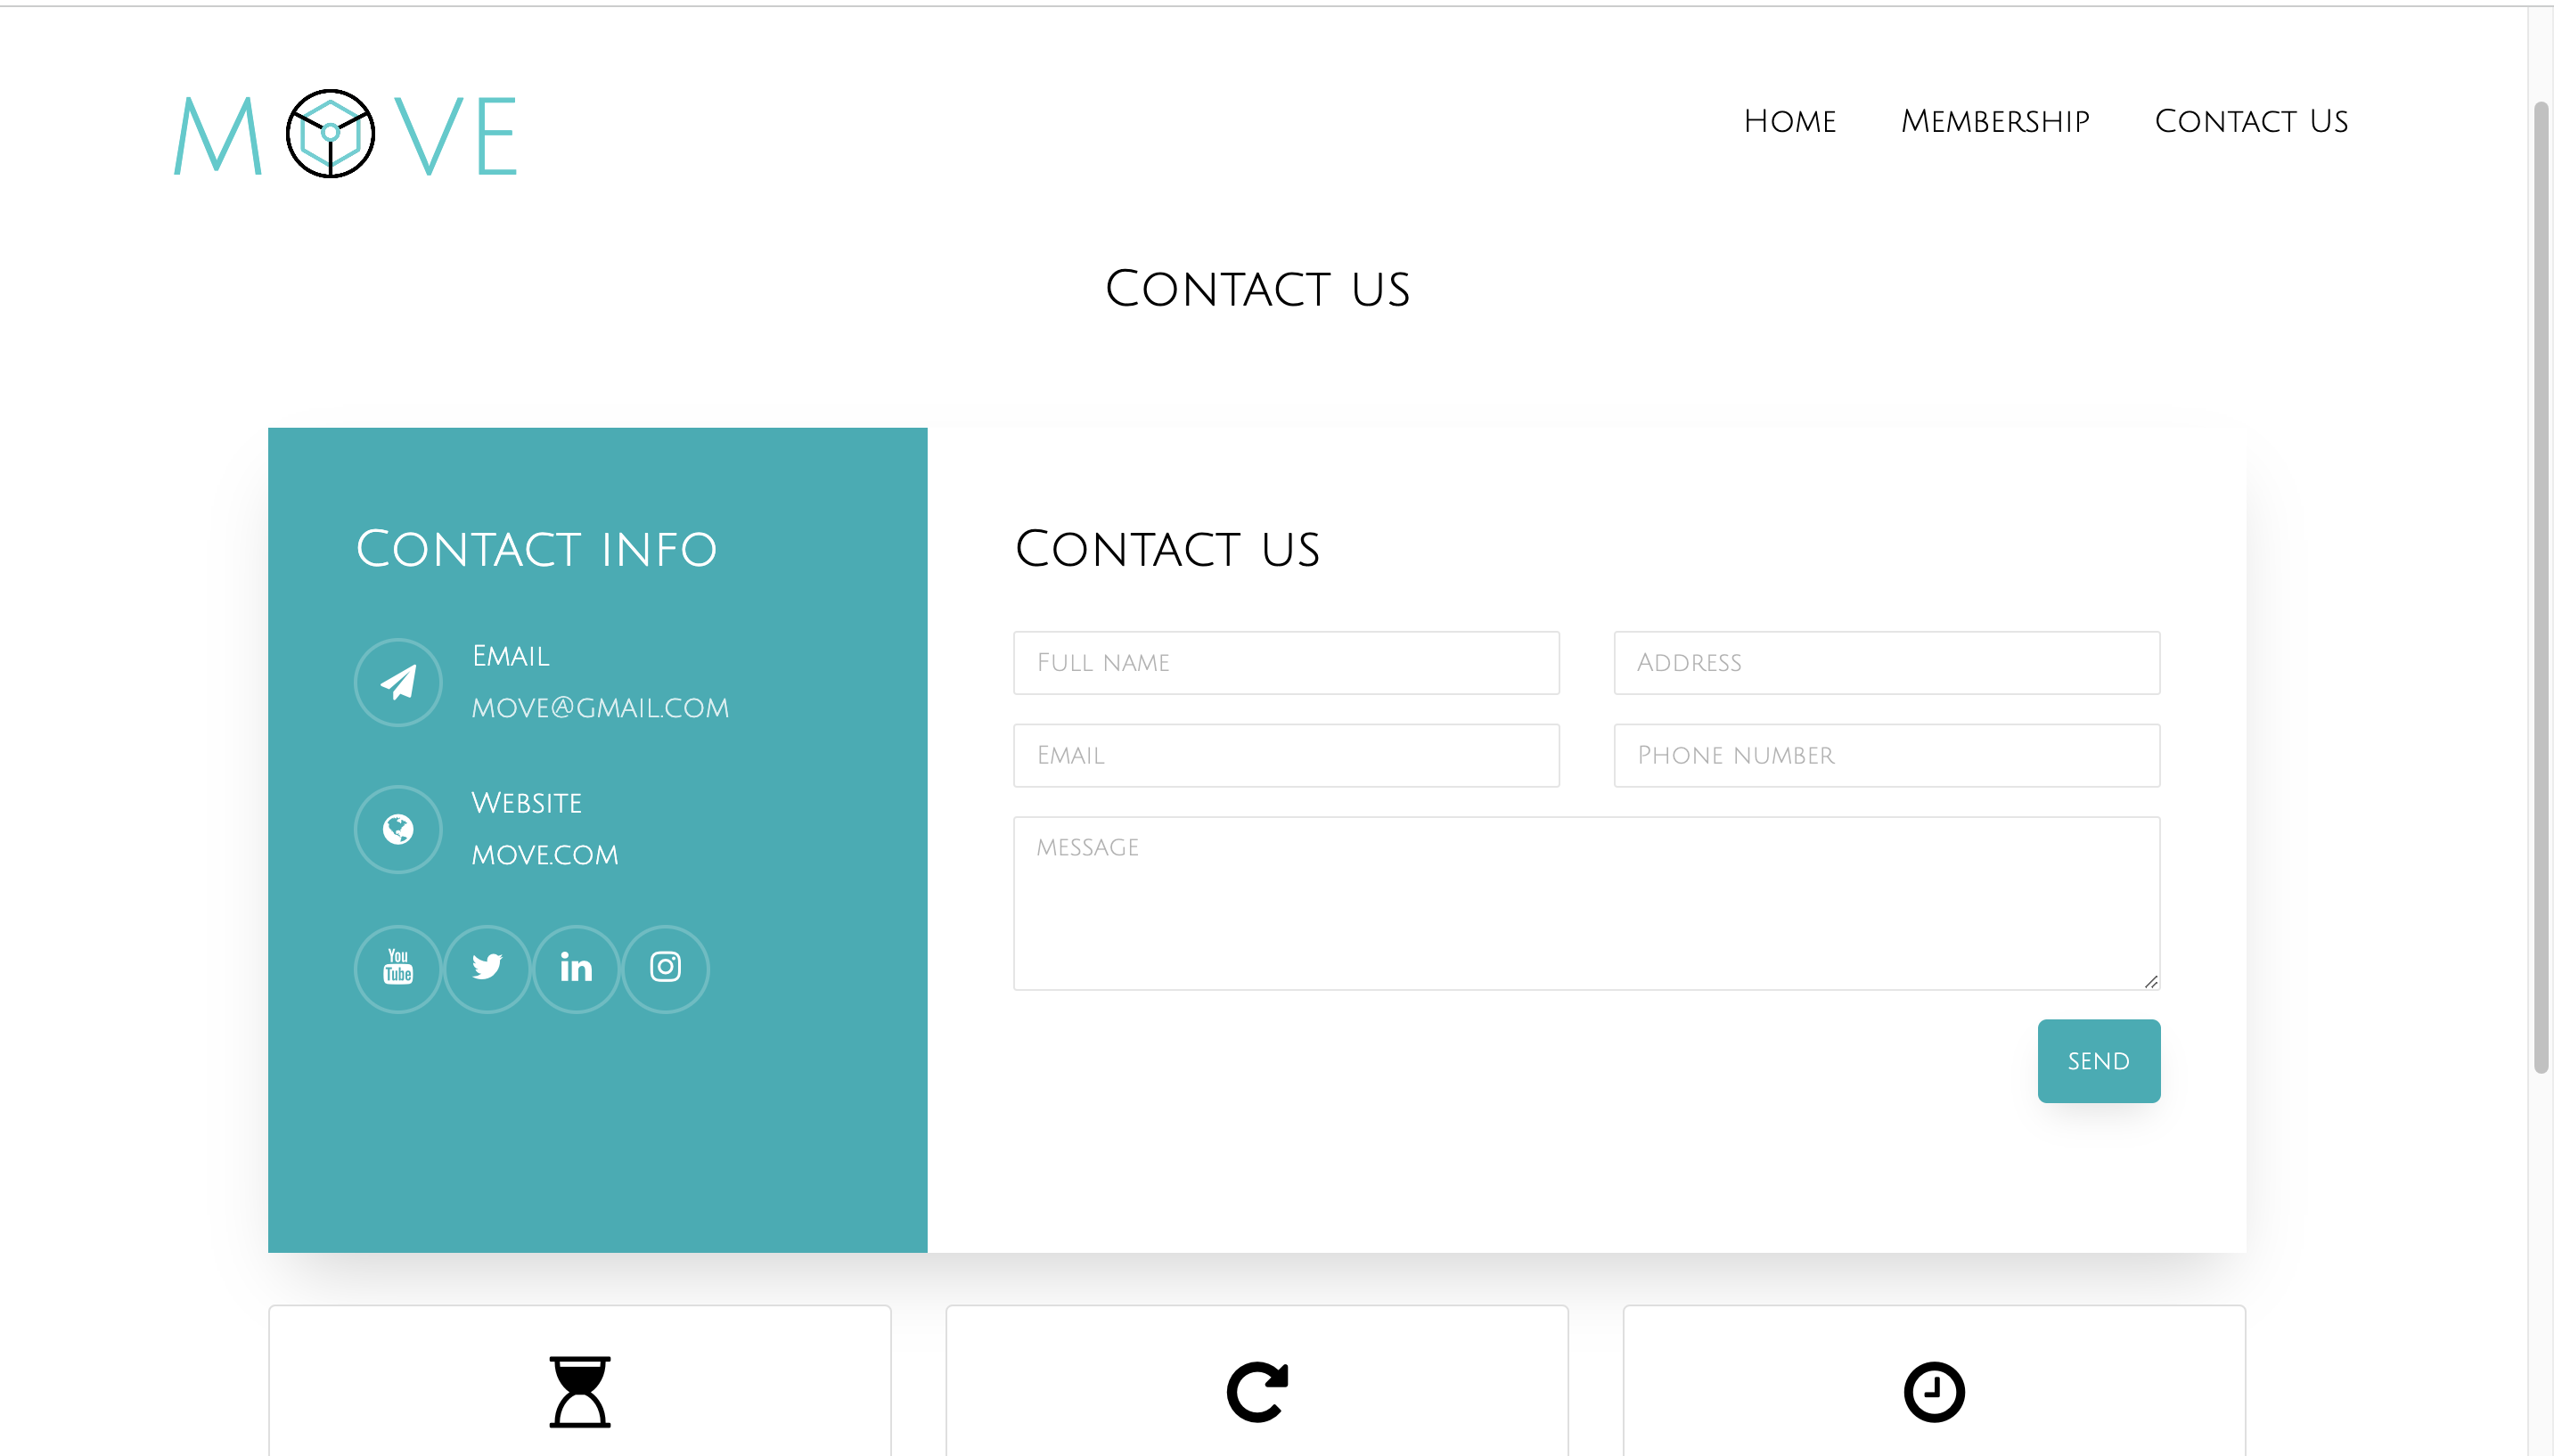 MOVE
Home Membership Contact Us
Contact us
Contact info
Email
move@gmail.com
Website
move.com
You
Tube
in
Contact us
Full name Address
Email Phone number
message
send